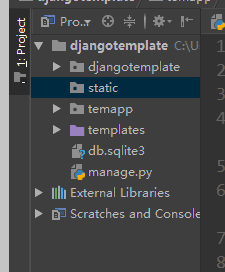 djangotemplate
temapp
1: Project
Pro...
djangotemplate C:\U
djangotemplate
static
temapp
templates
db.sqlite3
manage.py
External Libraries
Scratches and Console
1
2
3
4
5
6
7
8